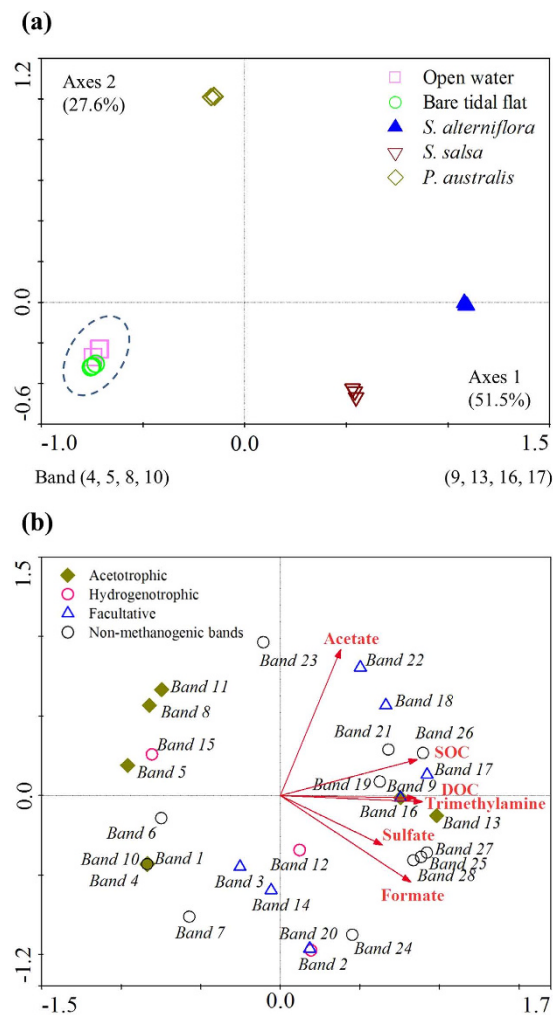 (a)
1.2
0.0
-0.6
Axes 2
(27.6%)
Open water
Bare tidal flat
S. alterniflora
S. salsa
P. australis
Axes 1
(51.5%)
-1.0
0.0
1.5
Band (4, 5, 8, 10)
(9, 13, 16, 17)
(b)
1.5
0.0
-1.2
Acetotrophic
Hydrogenotrophic
Facultative
Non-methanogenic bands
Acetate
Band 23
Band 22
Band 11
Band 8
Band 18
Band 15
Band 21
Band 26
SOC
Band 5
Band 19
Band 9
Band 17
DOC
Band 16
Trimethylamine
Band 6
Band 13
Sulfate
Band 10
Band 1
Band 12
Band 27
Band 4
Band 3
Band 25
Band 28
Band 14
Formate
Band 7
Band 20
Band 24
Band 2
-1.5
0.0
1.7